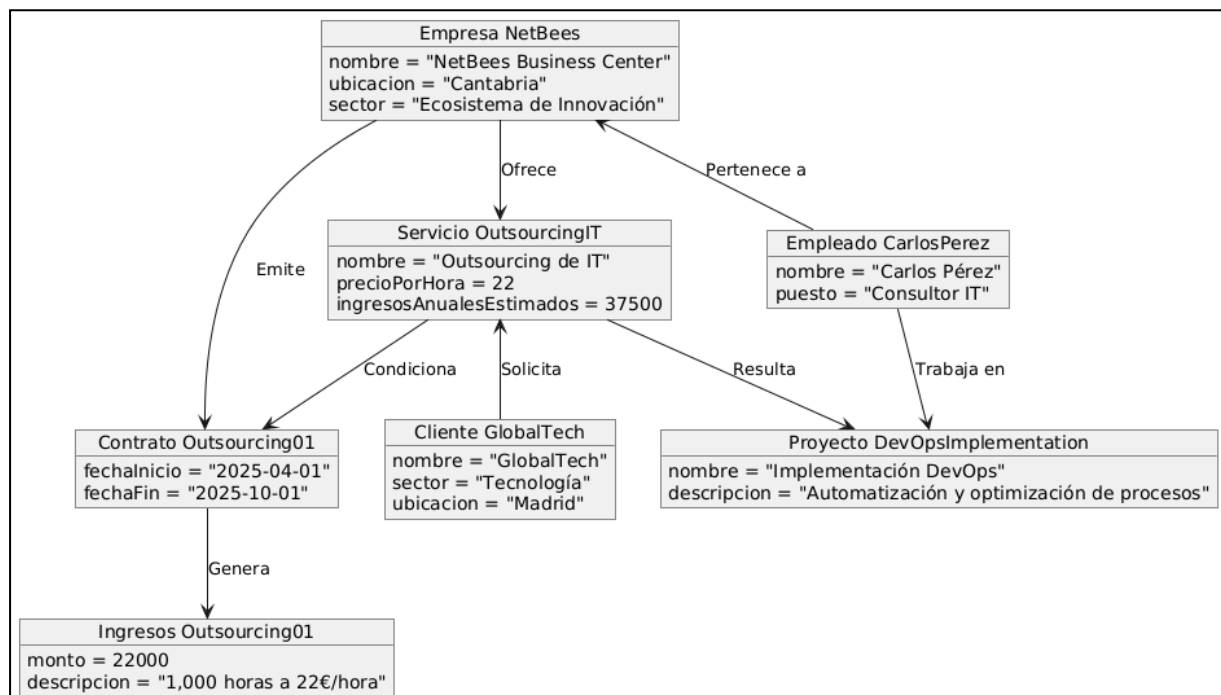 Empresa NetBees
nombre = "NetBees Business Center"
ubicacion = "Cantabria"
sector = "Ecosistema de Innovación"
Ofrece
Pertenece a
Emite
Servicio OutsourcingIT
nombre = "Outsourcing de IT"
precioPorHora = 22
ingresosAnualesEstimados = 37500
Empleado CarlosPerez
nombre = "Carlos Pérez"
puesto = "Consultor IT"
Condiciona
Solicita
Resulta
Trabaja en
Contrato Outsourcing01
fechaInicio = "2025-04-01"
fechaFin = "2025-10-01"
Cliente GlobalTech
nombre = "GlobalTech"
sector = "Tecnología"
ubicacion = "Madrid"
Proyecto DevOpsImplementation
nombre = "Implementación DevOps"
descripcion = "Automatización y optimización de procesos"
Genera
Ingresos Outsourcing01
monto = 22000
descripcion = "1,000 horas a 22€/hora"